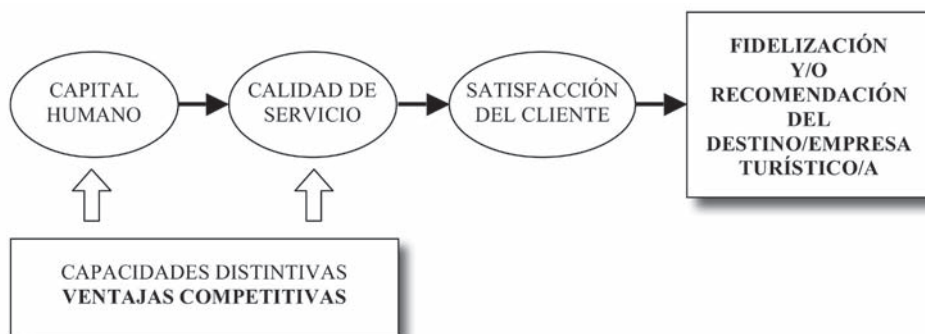 CAPITAL
HUMANO
CALIDAD DE
SERVICIO
SATISFACCIÓN
DEL CLIENTE
FIDELIZACIÓN
Y/O
RECOMENDACIÓN
DEL
DESTINO/EMPRESA
TURÍSTICO/A
CAPACIDADES DISTINTIVAS
VENTAJAS COMPETITIVAS